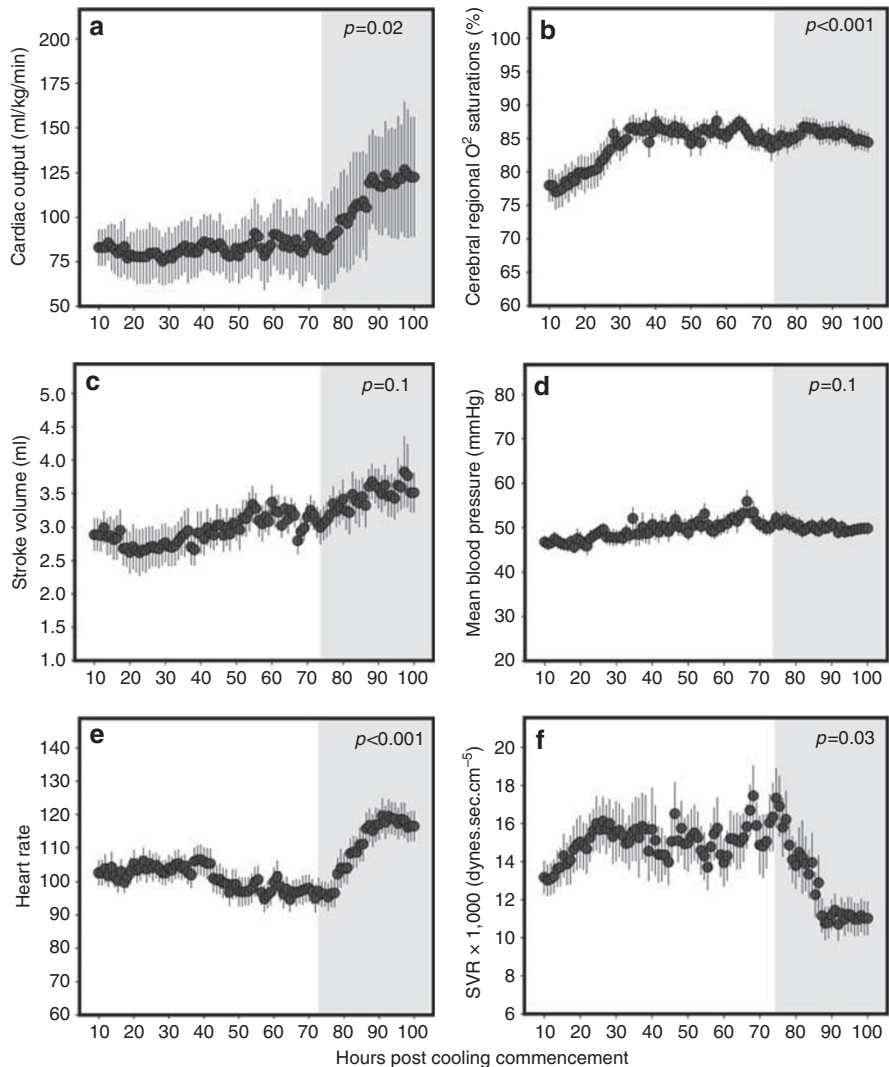 a
p=0.02
Cardiac output (ml/kg/min)
200
175
150
125
100
75
50
10 20 30 40 50 60 70 80 90 100
b
p<0.001
Cerebral regional O² saturations (%)
100
95
90
85
80
75
70
65
60
10 20 30 40 50 60 70 80 90 100
c
p=0.1
Stroke volume (ml)
5.0
4.5
4.0
3.5
3.0
2.5
2.0
1.5
1.0
10 20 30 40 50 60 70 80 90 100
d
p=0.1
Mean blood pressure (mmHg)
80
70
60
50
40
30
20
10 20 30 40 50 60 70 80 90 100
e
p<0.001
Heart rate
140
130
120
110
100
90
80
70
60
10 20 30 40 50 60 70 80 90 100
f
p=0.03
SVR × 1,000 (dynes.sec.cm⁻⁵)
20
18
16
14
12
10
8
6
10 20 30 40 50 60 70 80 90 100
Hours post cooling commencement